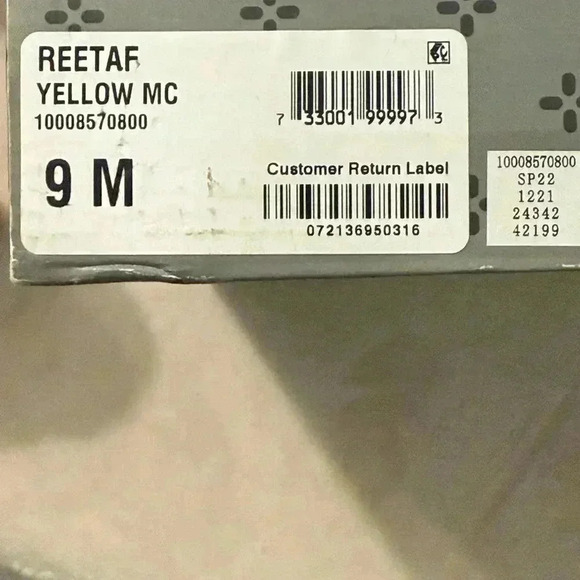 REETAF
YELLOW MC
10008570800
9 M
7 33001 99997 3
Customer Return Label
072136950316
10008570800
SP22
1221
24342
42199